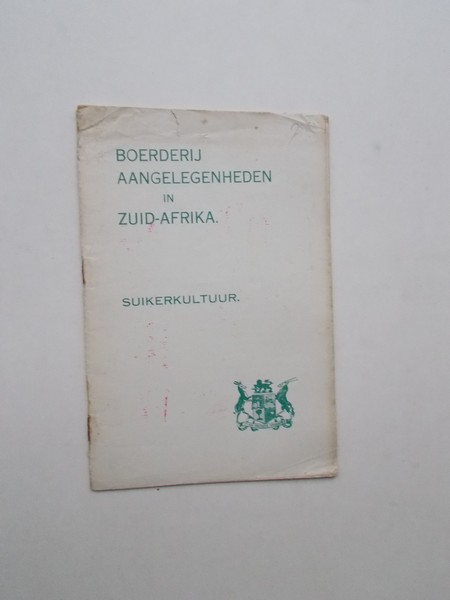 BOERDERIJ
AANGELEGENHEDEN
IN
ZUID-AFRIKA.
SUIKERKULTUUR.